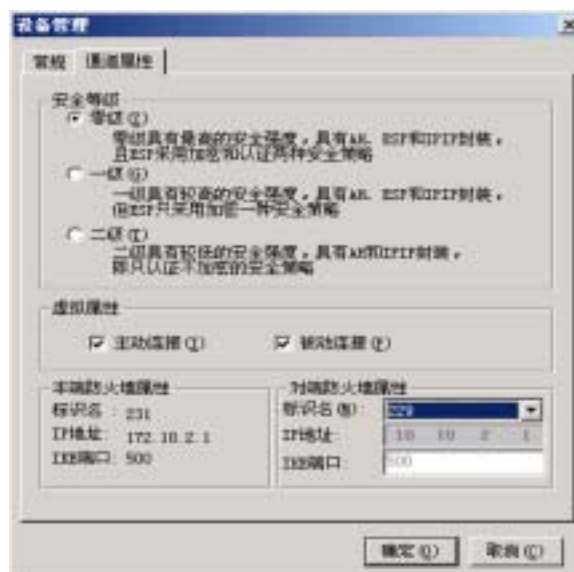 设备管理
常规 通道属性
安全等级
零级(Z)
零级具有最高的安全强度，具有AH、ESP和IPIP封装，
且ESP采用加密和认证两种安全策略
一级(G)
一级具有较高的安全强度，具有AH、ESP和IPIP封装，
但ESP只采用加密一种安全策略
二级(T)
二级具有较低的安全强度，具有AH和IPIP封装，
即只认证不加密的安全策略
虚拟属性
主动连接 被动连接
本端防火墙属性
标识名： 231
IP地址： 172.10.2.1
IKE端口： 500
对端防火墙属性
标识名(N)： 229
IP地址： 10 10 2 1
IKE端口： 500
确定(O) 取消(C)